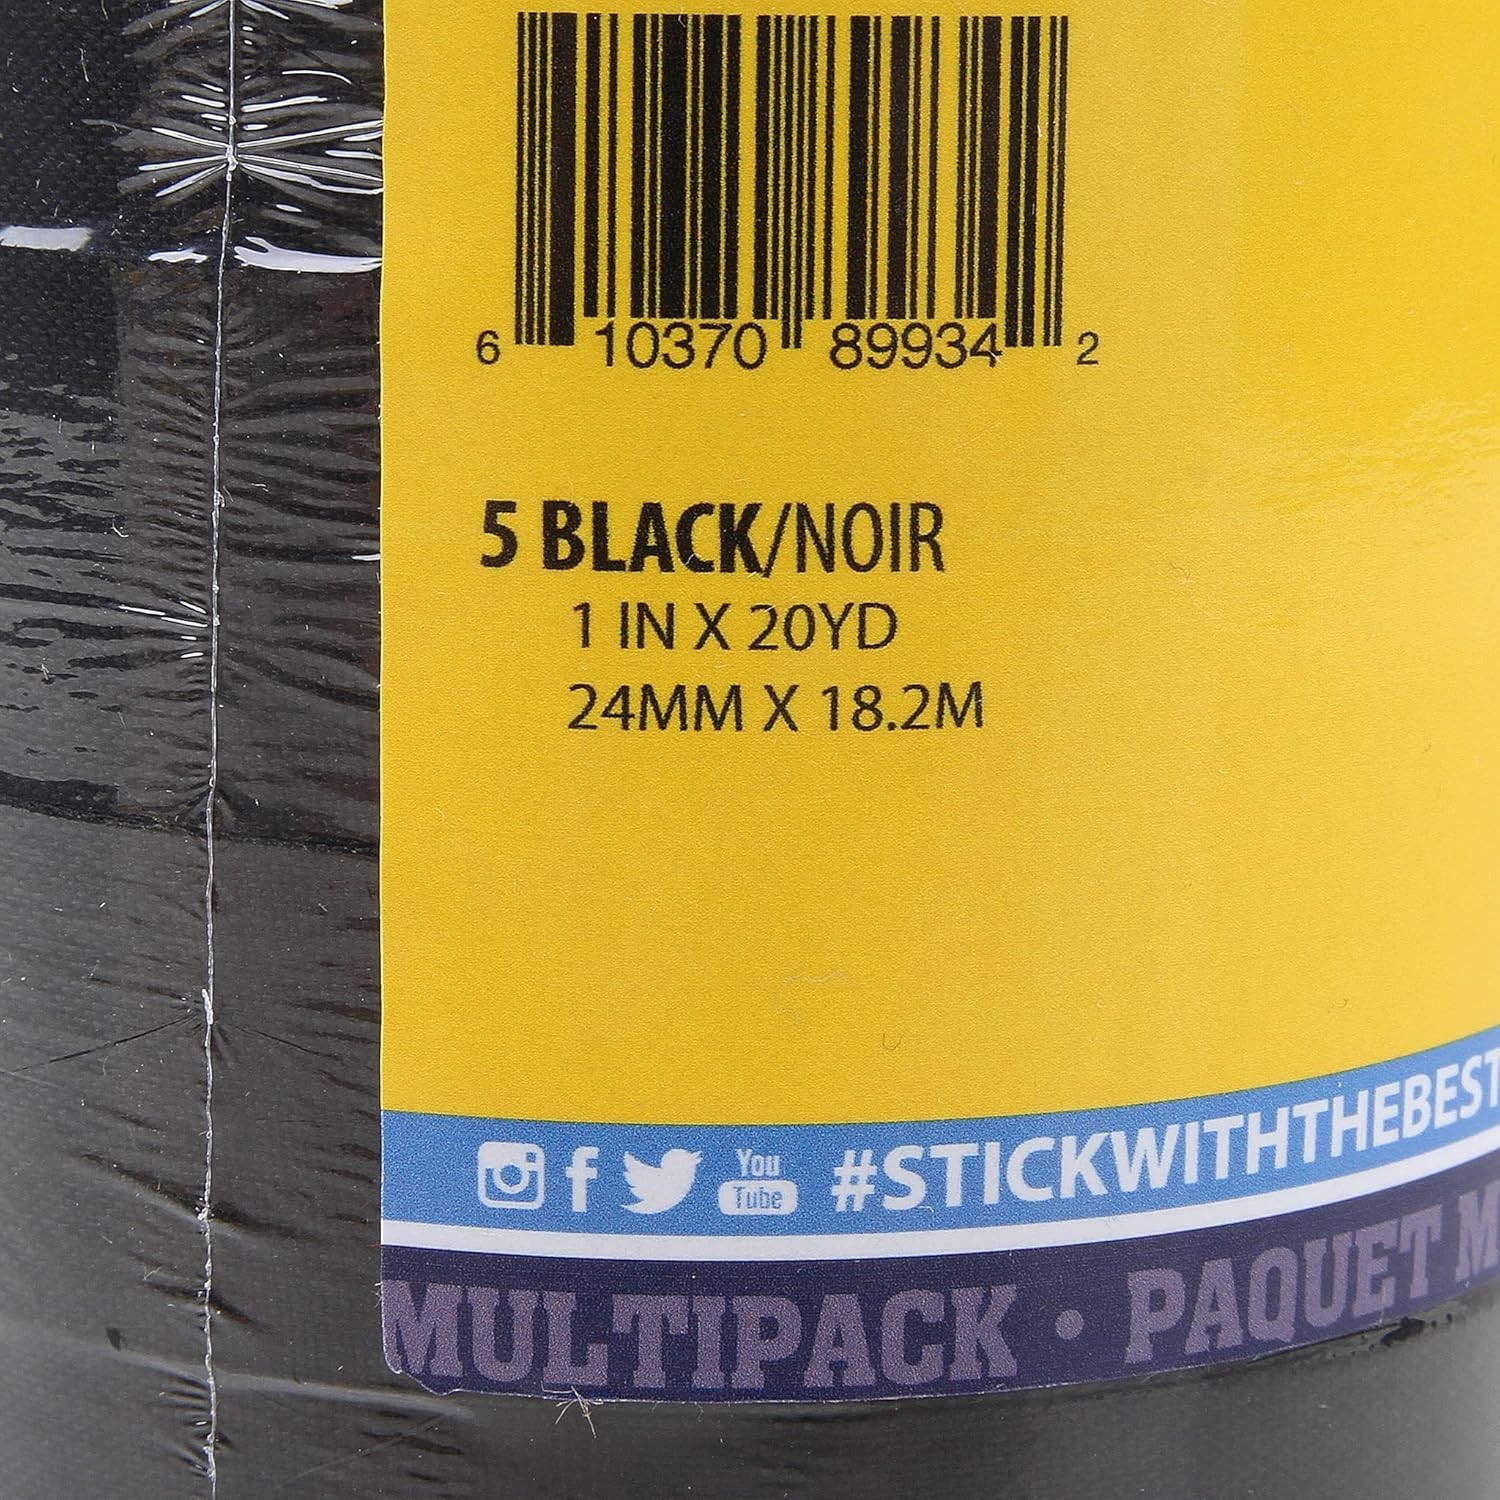 6 10370 89934 2
5 BLACK/NOIR
1 IN X 20YD
24MM X 18.2M
You
Tube
#STICKWITHTHEBEST
MULTIPACK • PAQUET M